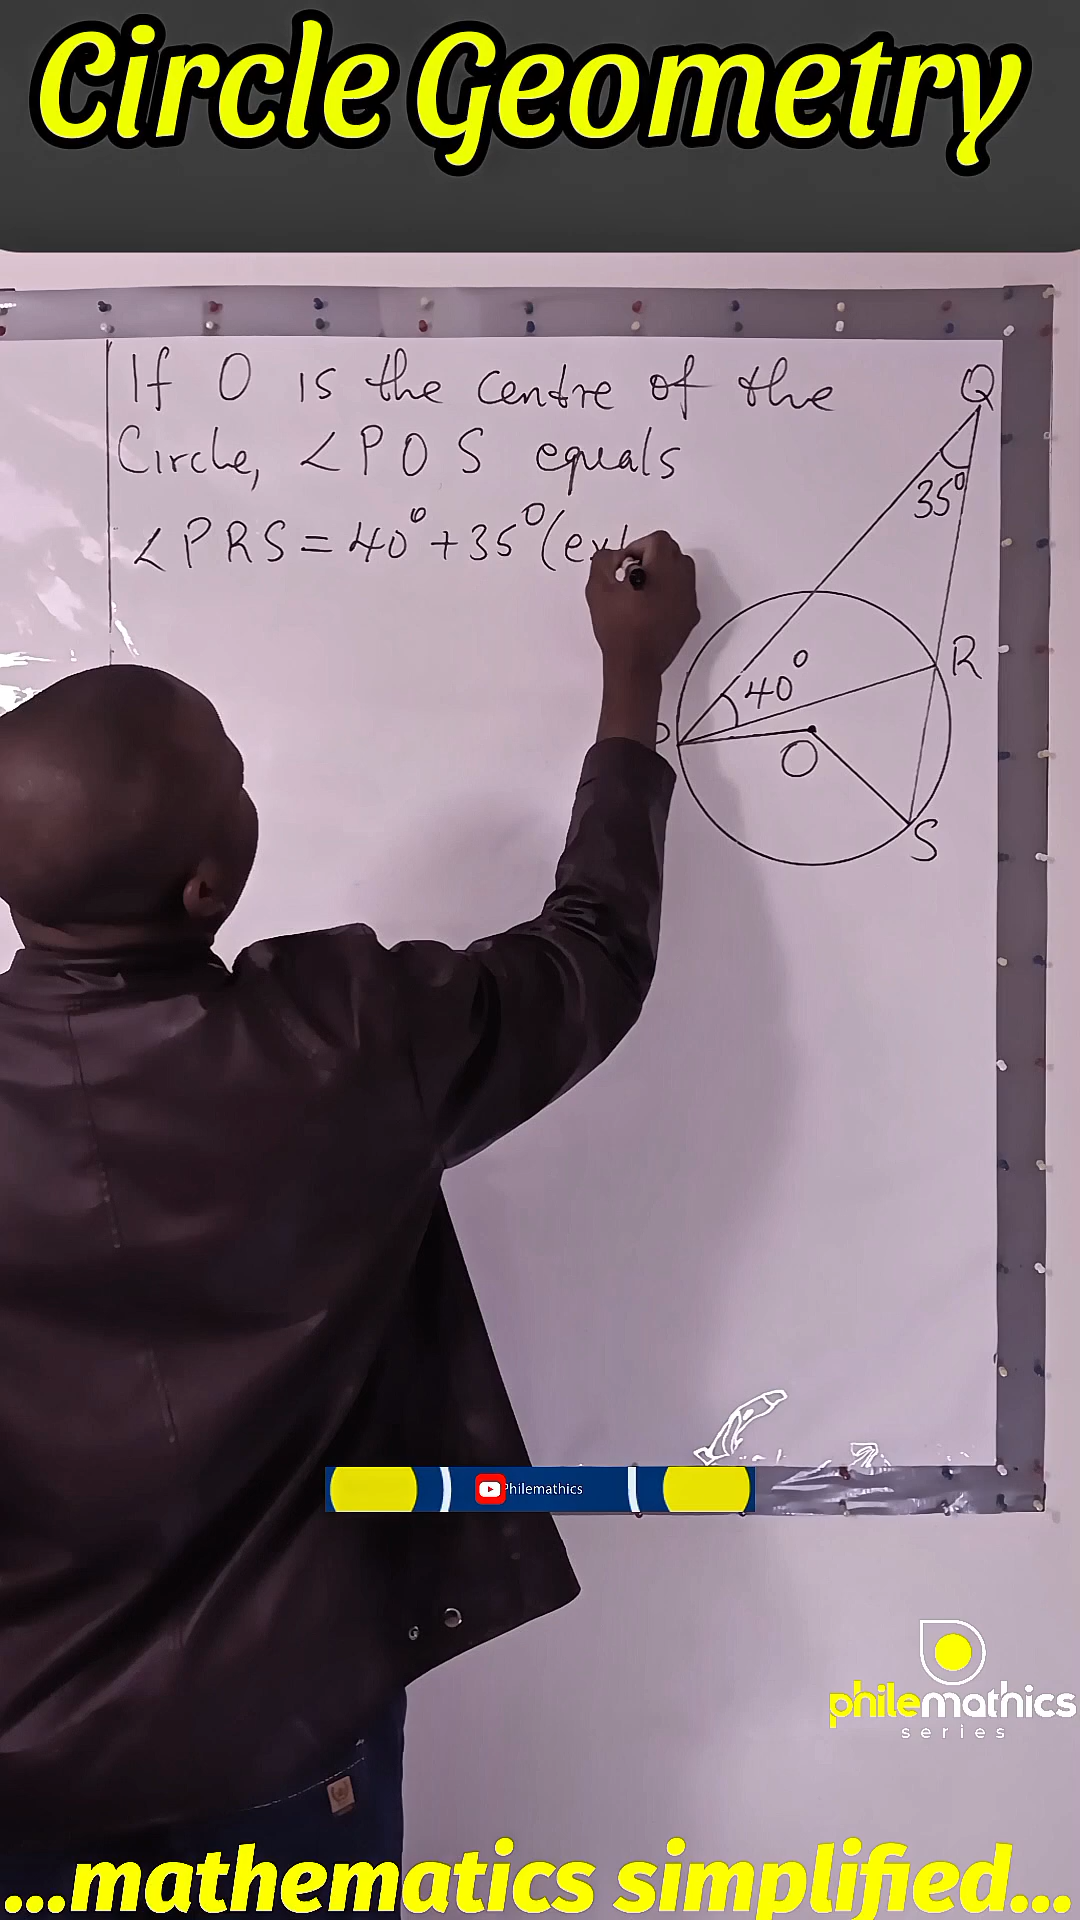 Circle Geometry
If O is the centre of the
Circle, <POS equals
<PRS = 40° + 35° (ext
Q
35°
R
40°
P
O
S
Philemathics
philemathics
series
...mathematics simplified...